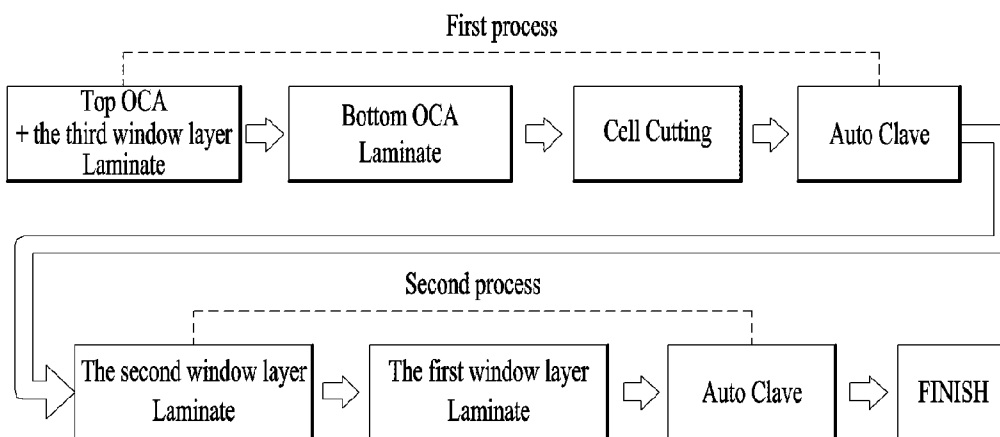 First process
Top OCA
+ the third window layer
Laminate
Bottom OCA
Laminate
Cell Cutting
Auto Clave
Second process
The second window layer
Laminate
The first window layer
Laminate
Auto Clave
FINISH